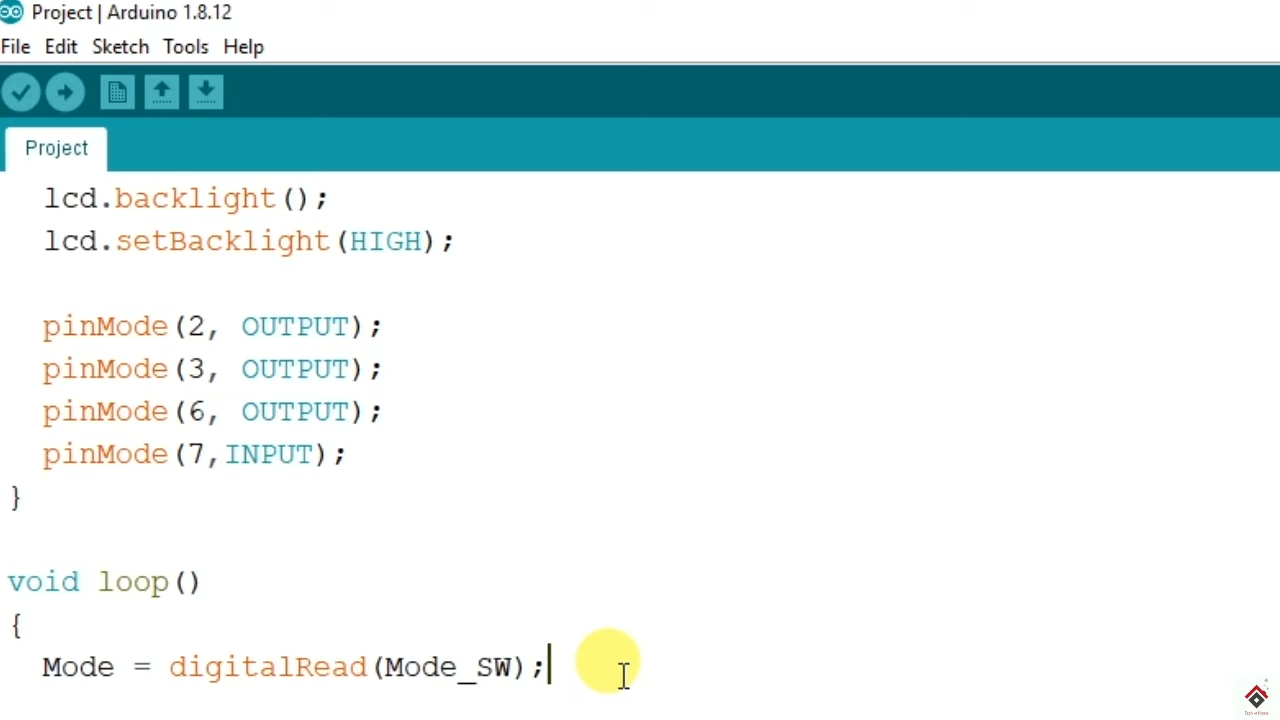 Project | Arduino 1.8.12
File Edit Sketch Tools Help
Project
lcd.backlight();
lcd.setBacklight(HIGH);
pinMode(2, OUTPUT);
pinMode(3, OUTPUT);
pinMode(6, OUTPUT);
pinMode(7,INPUT);
}
void loop()
{
Mode = digitalRead(Mode_SW);